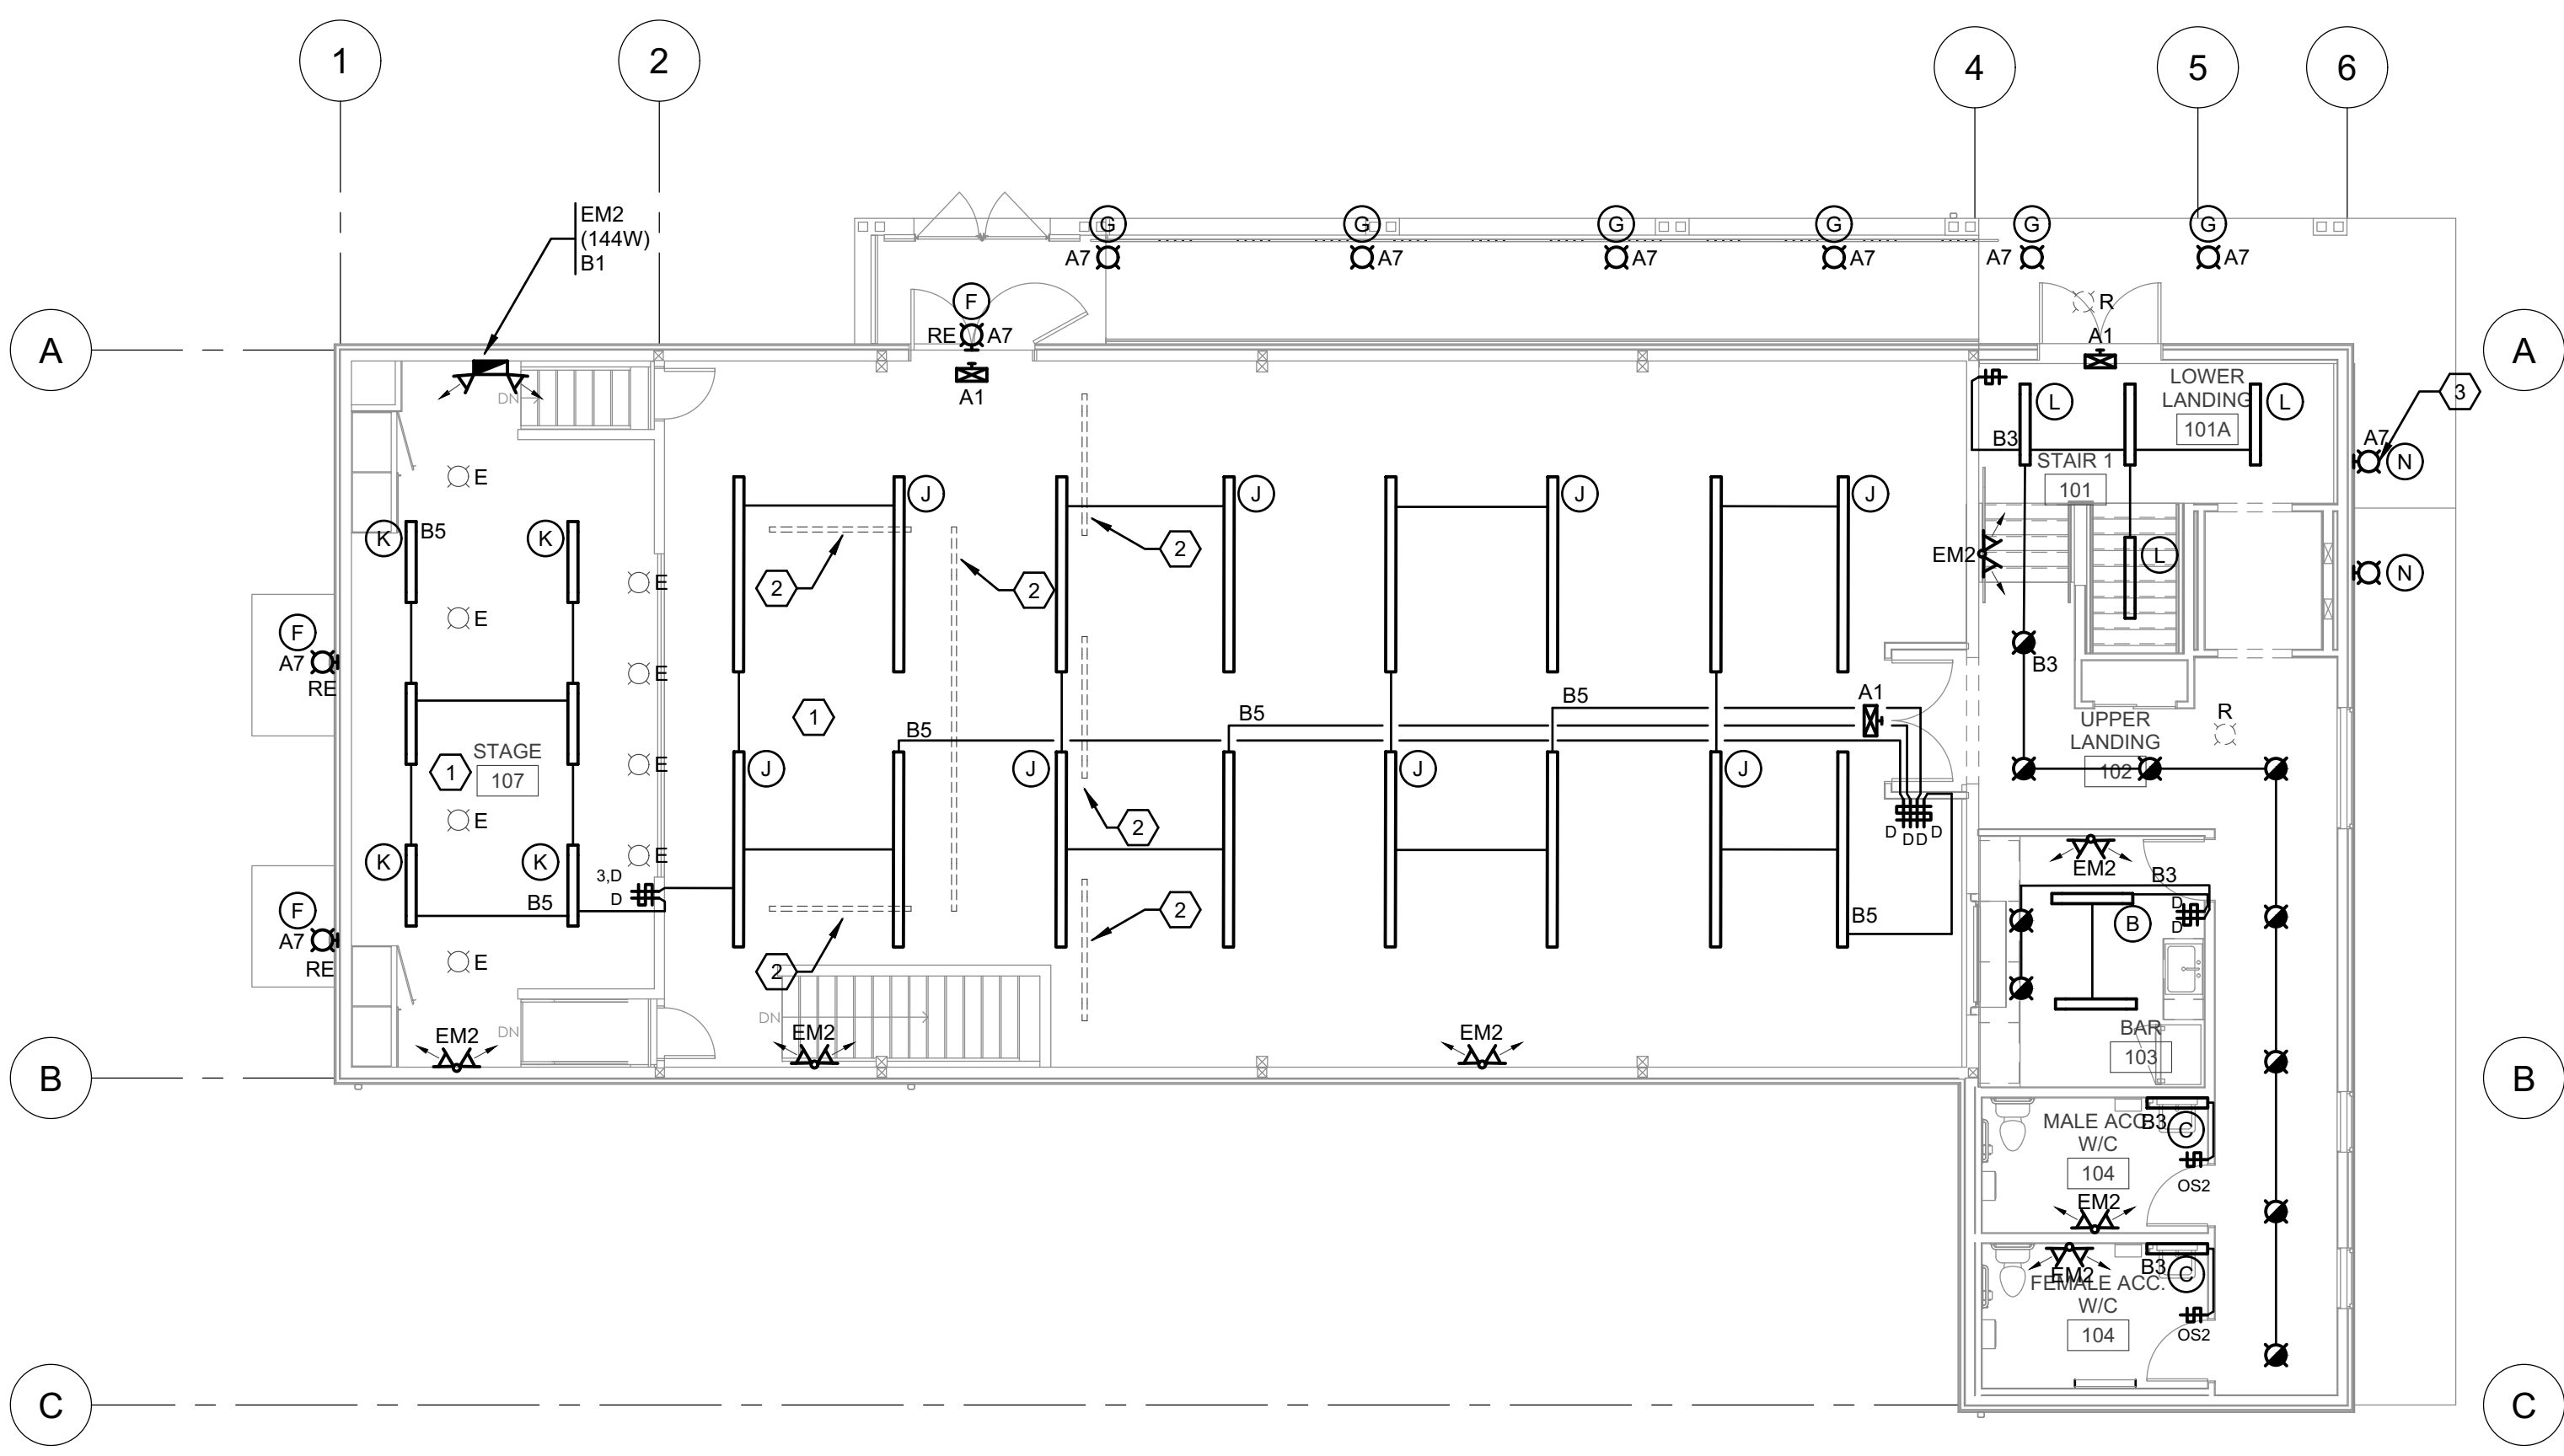 1
2
4
5
6
EM2
(144W)
B1
G
G
G
G
G
G
A7
A7
A7
A7
A7
A7
F
RE
A7
A1
R
A1
A
A
DN
LOWER
LANDING
101A
L
L
3
B3
A7
N
STAIR 1
101
E
J
J
J
J
K
B5
K
2
2
2
EM2
L
N
E
E
F
A7
RE
E
B3
E
1
B5
B5
B5
A1
R
UPPER
LANDING
102
STAGE
107
1
E
J
J
J
J
E
2
D
DD
D
K
K
E
3,D
D
B5
EM2
B3
D
D
B
F
A7
RE
2
B5
E
2
DN
DN
EM2
EM2
EM2
BAR
103
B
B
MALE ACC.
W/C
104
B3
C
OS2
EM2
EM2
FEMALE ACC.
W/C
104
B3
C
OS2
C
C